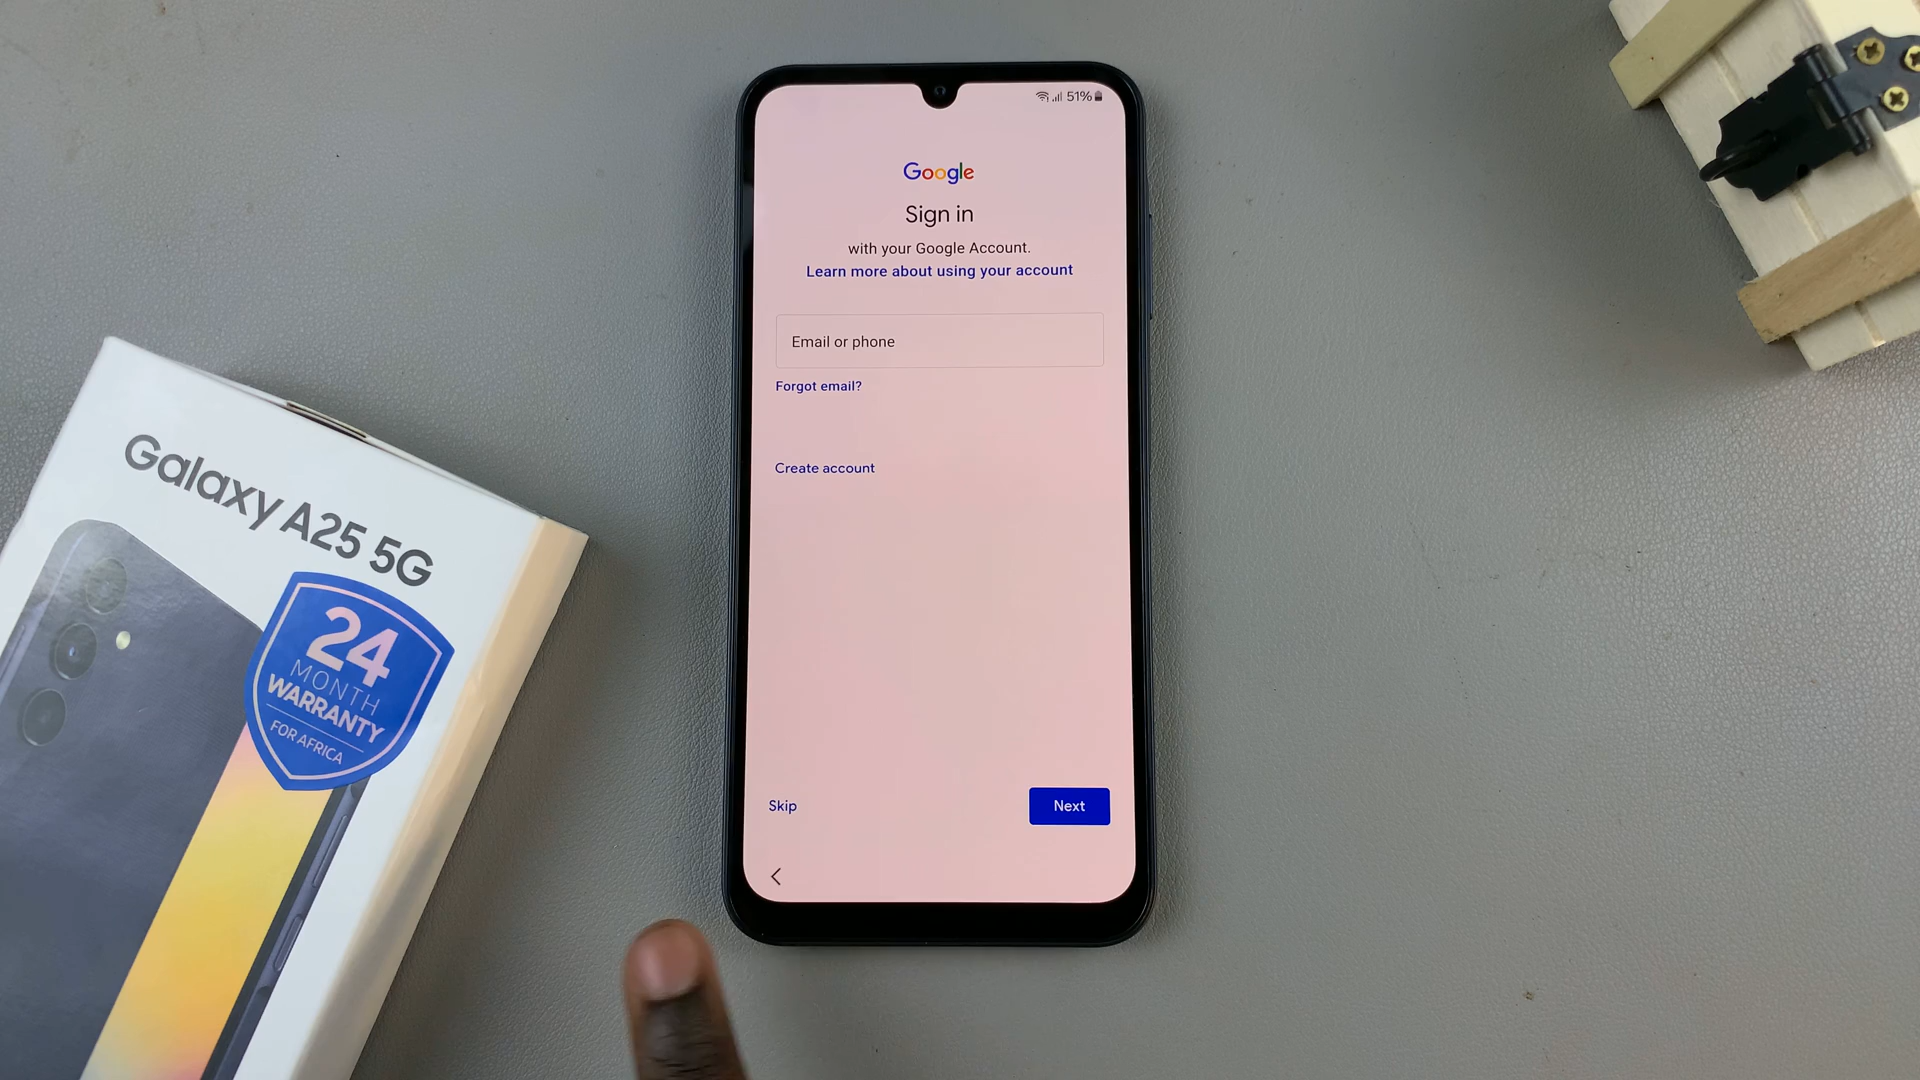 51%
Google
Sign in
with your Google Account.
Learn more about using your account
Email or phone
Forgot email?
Create account
Skip
Next
Galaxy A25 5G
24
MONTH
WARRANTY
FOR AFRICA